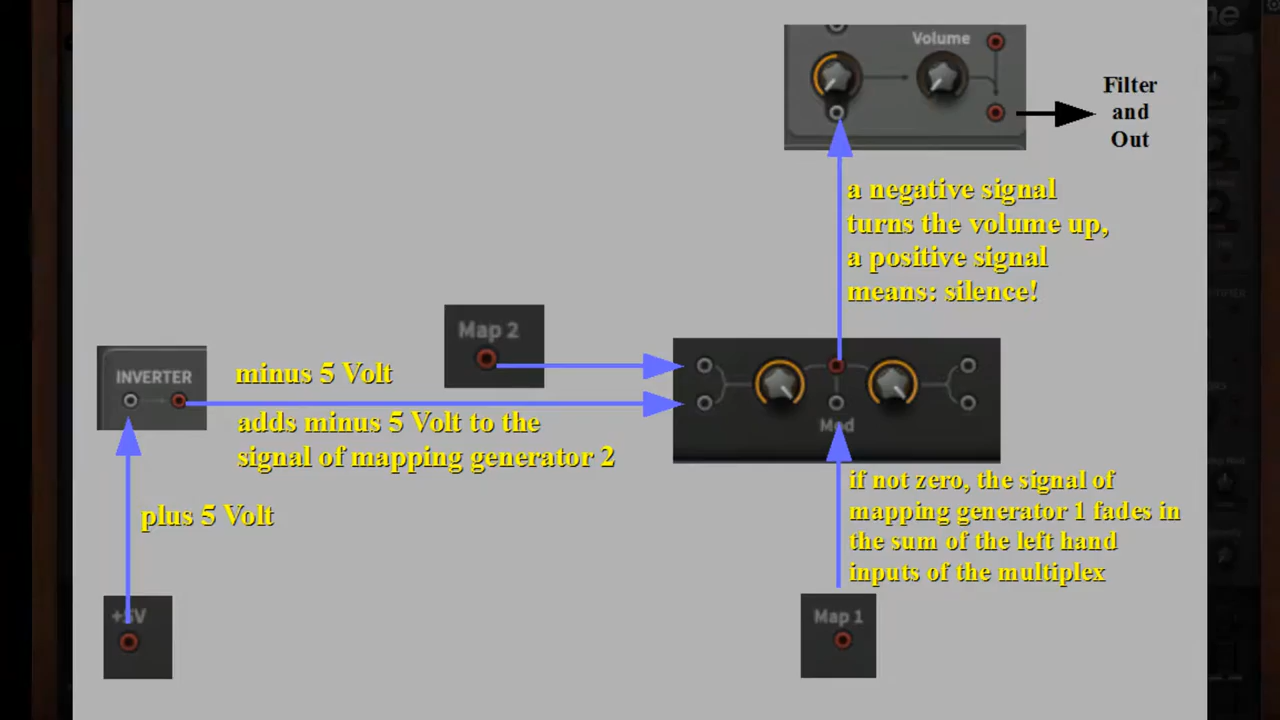 ne
Volume
Filter
and
Out
a negative signal
turns the volume up,
a positive signal
means: silence!
Map 2
INVERTER
minus 5 Volt
adds minus 5 Volt to the
signal of mapping generator 2
Mod
plus 5 Volt
if not zero, the signal of
mapping generator 1 fades in
the sum of the left hand
inputs of the multiplex
+5V
Map 1